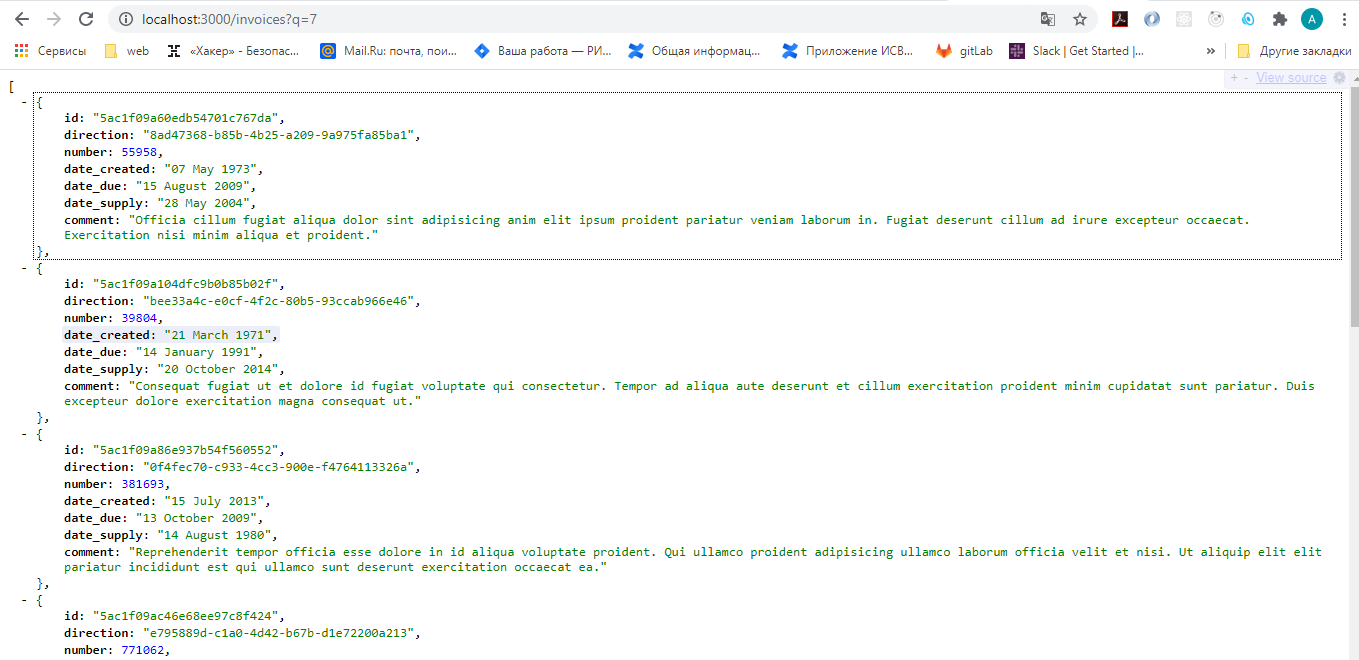 localhost:3000/invoices?q=7
A
Сервисы web «Хакер» - Безопас... Mail.Ru: почта, пои... Ваша работа — РИ... Общая информац... Приложение ИСВ... gitLab Slack | Get Started |... » Другие закладки
+ - View source
[
- {
id: "5ac1f09a60edb54701c767da",
direction: "8ad47368-b85b-4b25-a209-9a975fa85ba1",
number: 55958,
date_created: "07 May 1973",
date_due: "15 August 2009",
date_supply: "28 May 2004",
comment: "Officia cillum fugiat aliqua dolor sint adipisicing anim elit ipsum proident pariatur veniam laborum in. Fugiat deserunt cillum ad irure excepteur occaecat.
Exercitation nisi minim aliqua et proident."
},
- {
id: "5ac1f09a104dfc9b0b85b02f",
direction: "bee33a4c-e0cf-4f2c-80b5-93ccab966e46",
number: 39804,
date_created: "21 March 1971",
date_due: "14 January 1991",
date_supply: "20 October 2014",
comment: "Consequat fugiat ut et dolore id fugiat voluptate qui consectetur. Tempor ad aliqua aute deserunt et cillum exercitation proident minim cupidatat sunt pariatur. Duis
excepteur dolore exercitation magna consequat ut."
},
- {
id: "5ac1f09a86e937b54f560552",
direction: "0f4fec70-c933-4cc3-900e-f4764113326a",
number: 381693,
date_created: "15 July 2013",
date_due: "13 October 2009",
date_supply: "14 August 1980",
comment: "Reprehenderit tempor officia esse dolore in id aliqua voluptate proident. Qui ullamco proident adipisicing ullamco laborum officia velit et nisi. Ut aliquip elit elit
pariatur incididunt est qui ullamco sunt deserunt exercitation occaecat ea."
},
- {
id: "5ac1f09ac46e68ee97c8f424",
direction: "e795889d-c1a0-4d42-b67b-d1e72200a213",
number: 771062,